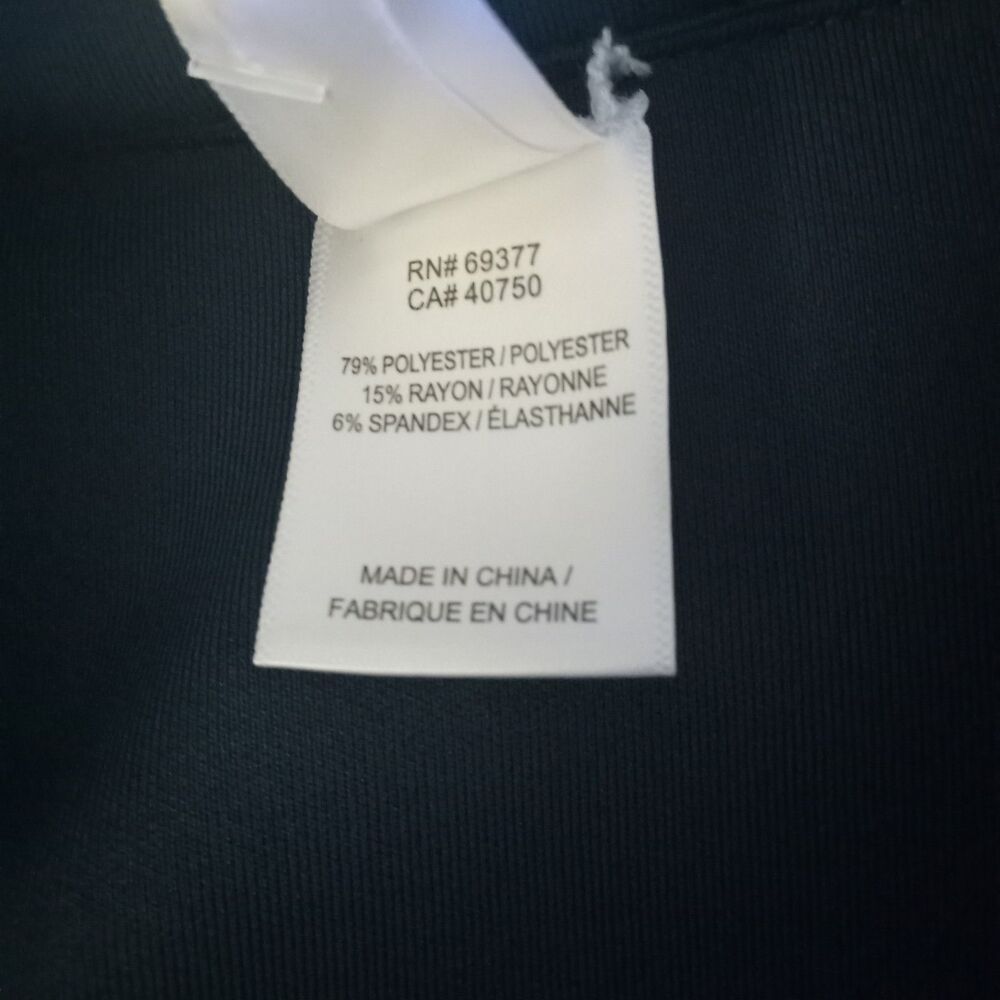 RN# 69377
CA# 40750
79% POLYESTER / POLYESTER
15% RAYON / RAYONNE
6% SPANDEX / ÉLASTHANNE
MADE IN CHINA /
FABRIQUE EN CHINE